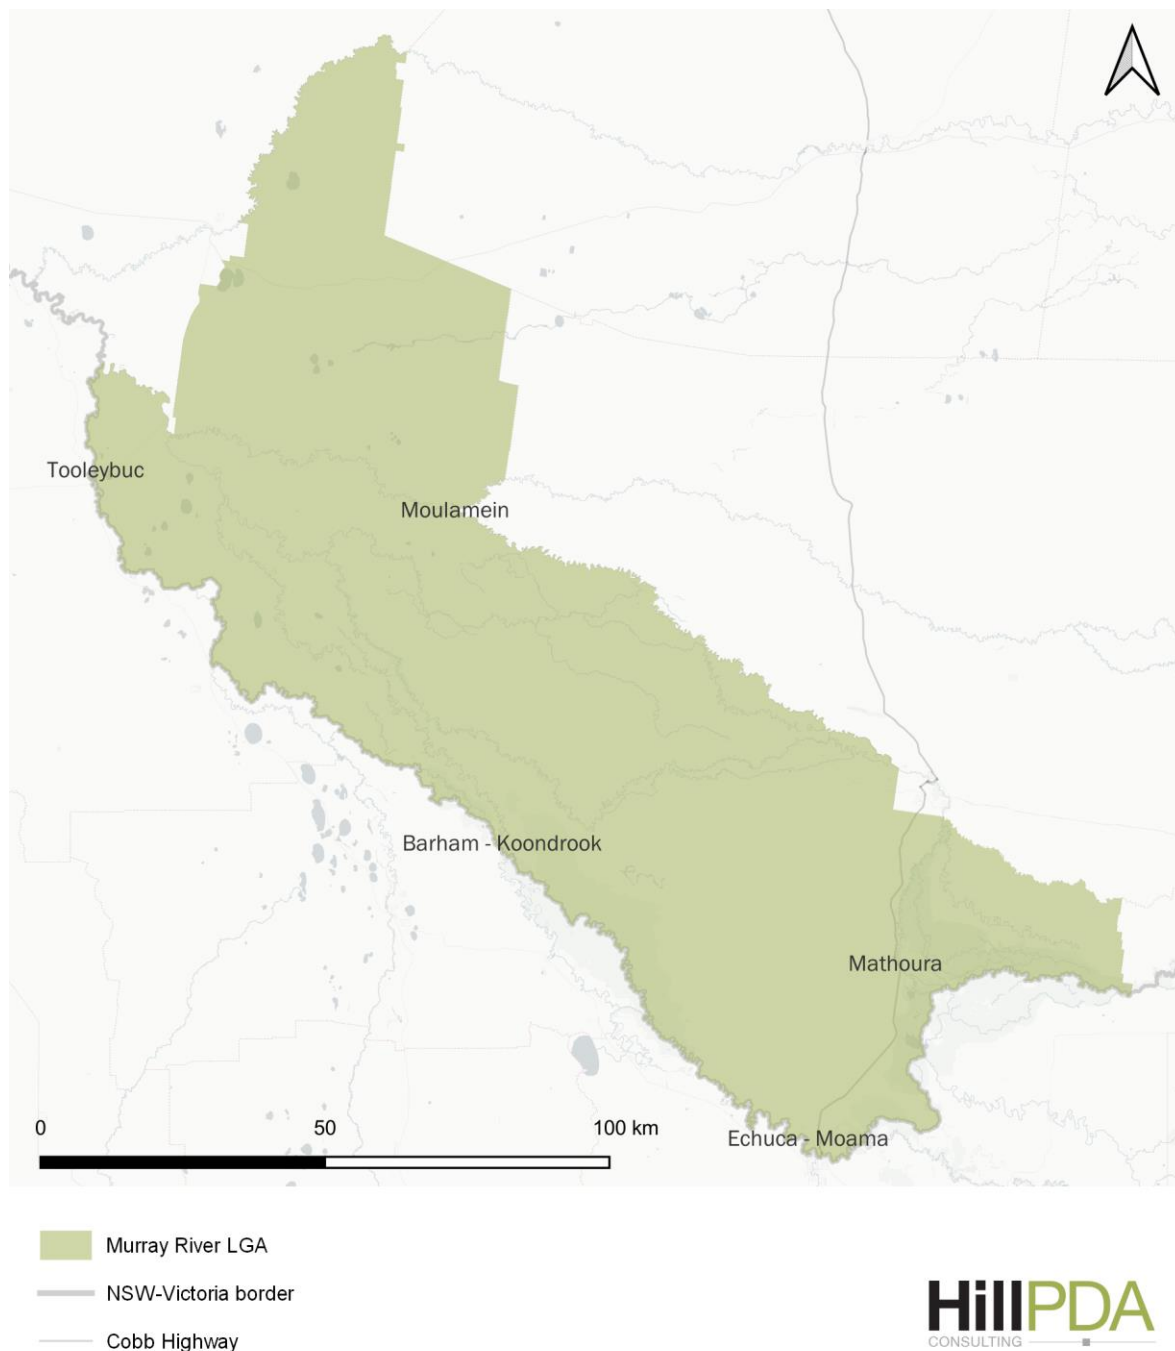 Tooleybuc
Moulamein
Barham - Koondrook
Mathoura
Echuca - Moama
0 50 100 km
Murray River LGA
NSW-Victoria border
Cobb Highway
HillPDA
CONSULTING